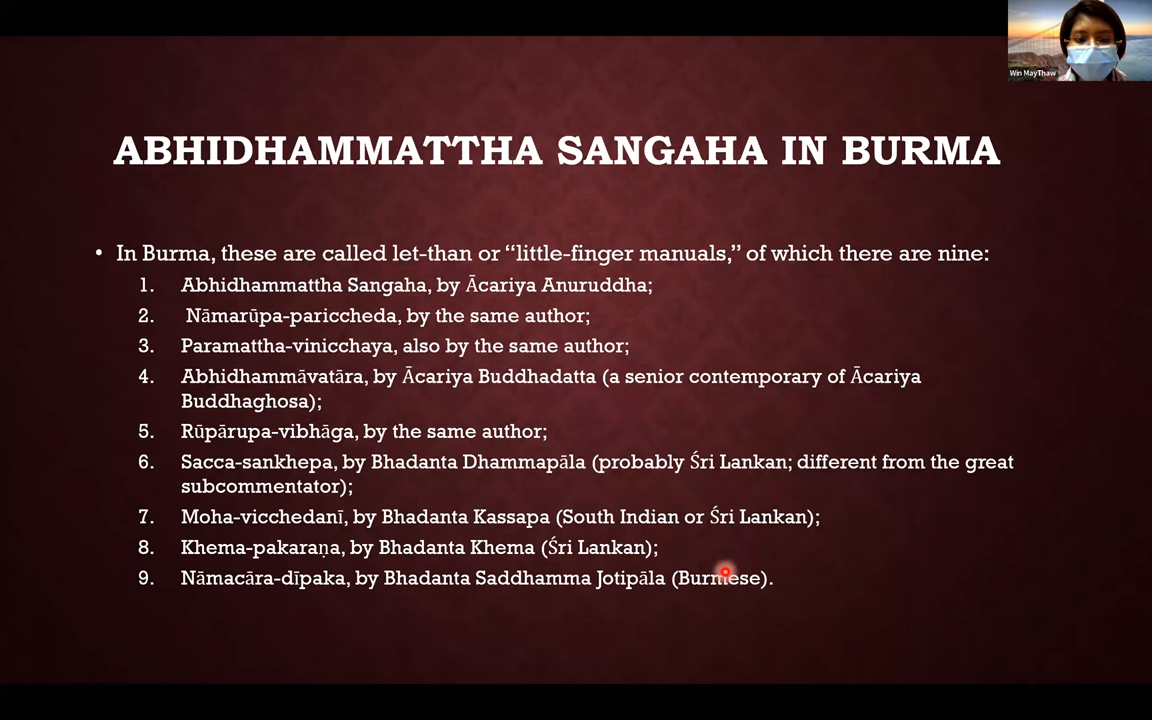 Win MayThaw
ABHIDHAMMATTHA SANGAHA IN BURMA
• In Burma, these are called let-than or “little-finger manuals,” of which there are nine:
1. Abhidhammattha Sangaha, by Ācariya Anuruddha;
2. Nāmarūpa-pariccheda, by the same author;
3. Paramattha-vinicchaya, also by the same author;
4. Abhidhammāvatāra, by Ācariya Buddhadatta (a senior contemporary of Ācariya
Buddhaghosa);
5. Rūpārupa-vibhāga, by the same author;
6. Sacca-sankhepa, by Bhadanta Dhammapāla (probably Śri Lankan; different from the great
subcommentator);
7. Moha-vicchedanī, by Bhadanta Kassapa (South Indian or Śri Lankan);
8. Khema-pakaraṇa, by Bhadanta Khema (Śri Lankan);
9. Nāmacāra-dīpaka, by Bhadanta Saddhamma Jotipāla (Burmese).